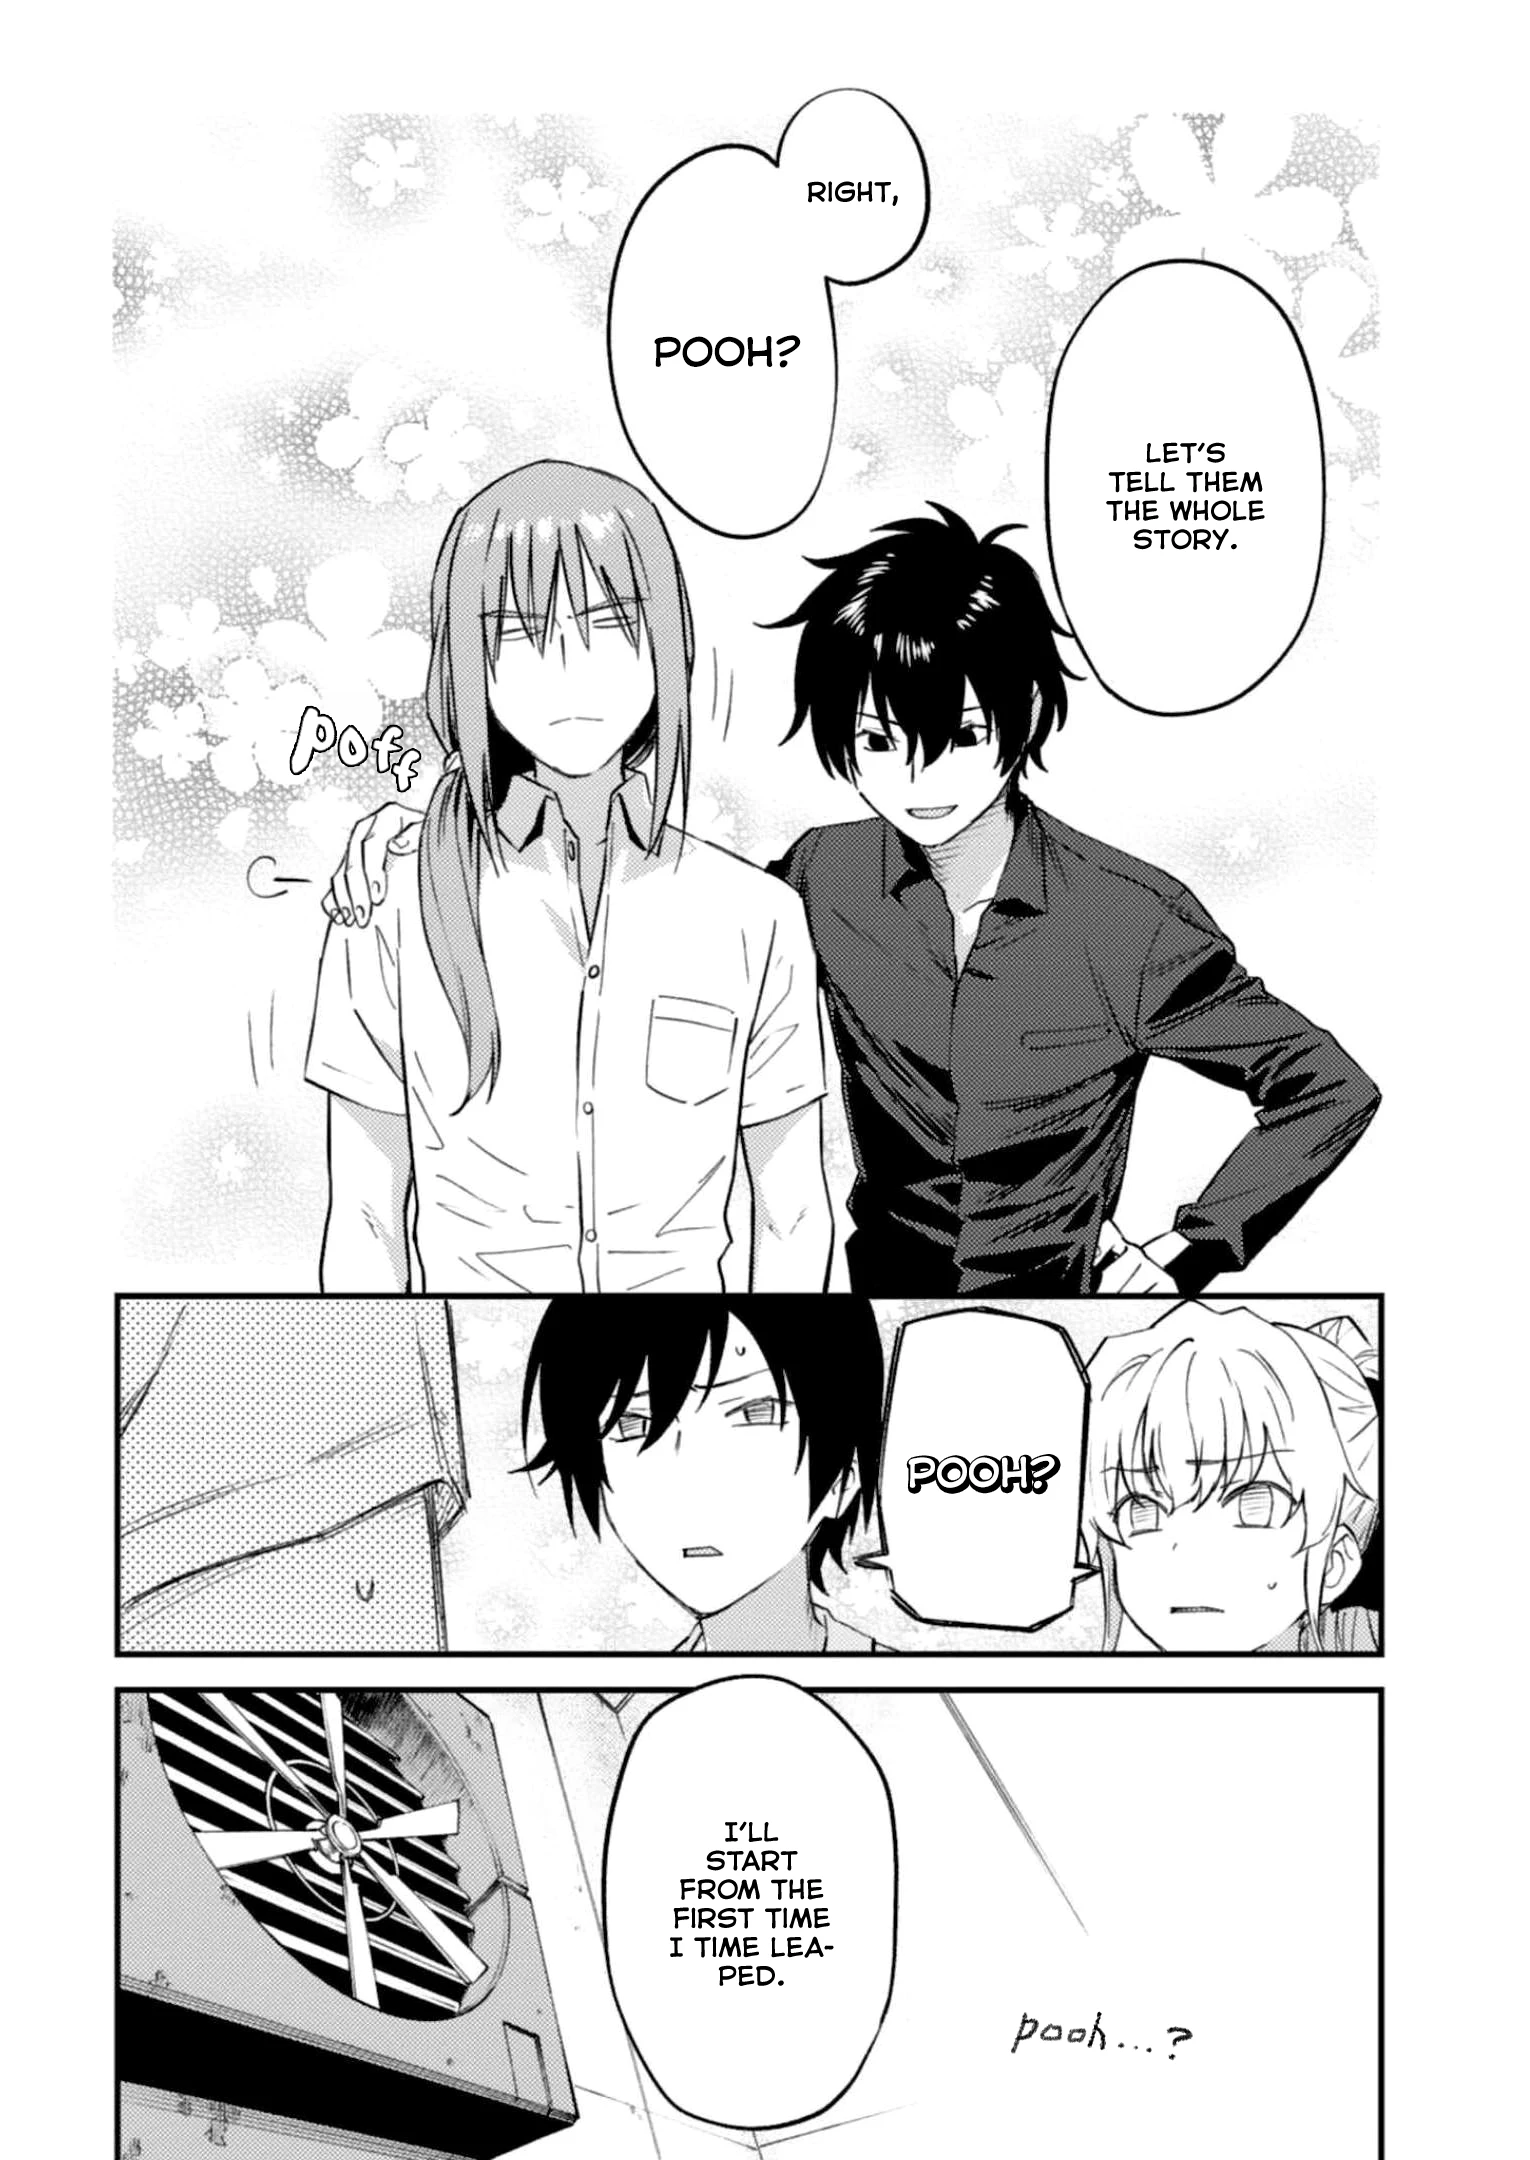 LET'S
TELL THEM
THE WHOLE
STORY.
RIGHT,
POOH?
poff
POOH?
I'LL
START
FROM THE
FIRST TIME
I TIME LEA-
PED.
pooh...?